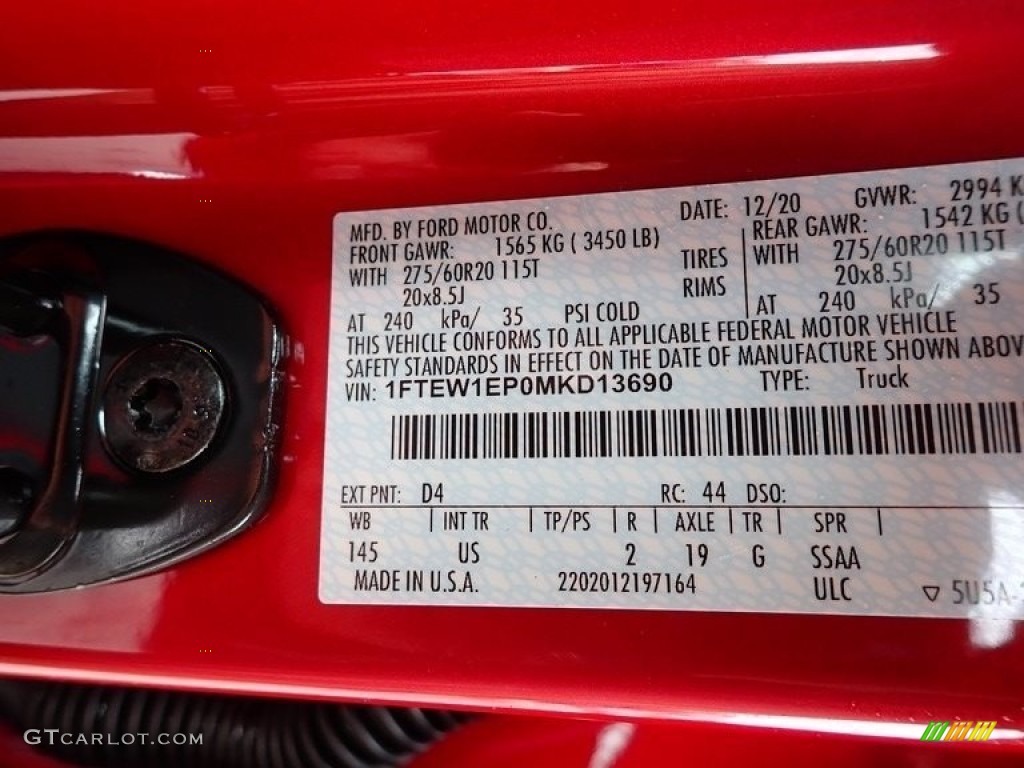 MFD. BY FORD MOTOR CO. DATE: 12/20 GVWR: 2994 K
FRONT GAWR: 1565 KG ( 3450 LB) REAR GAWR: 1542 KG (
WITH 275/60R20 115T TIRES WITH 275/60R20 115T
20x8.5J RIMS 20x8.5J
AT 240 kPa/ 35 PSI COLD AT 240 kPa/ 35
THIS VEHICLE CONFORMS TO ALL APPLICABLE FEDERAL MOTOR VEHICLE
SAFETY STANDARDS IN EFFECT ON THE DATE OF MANUFACTURE SHOWN ABOV
VIN: 1FTEW1EP0MKD13690 TYPE: Truck
EXT PNT: D4 RC: 44 DSO:
WB INT TR TP/PS R AXLE TR SPR
145 US 2 19 G SSAA
MADE IN U.S.A. 2202012197164 ULC ▽ 5U5A-
GTCARLOT.COM